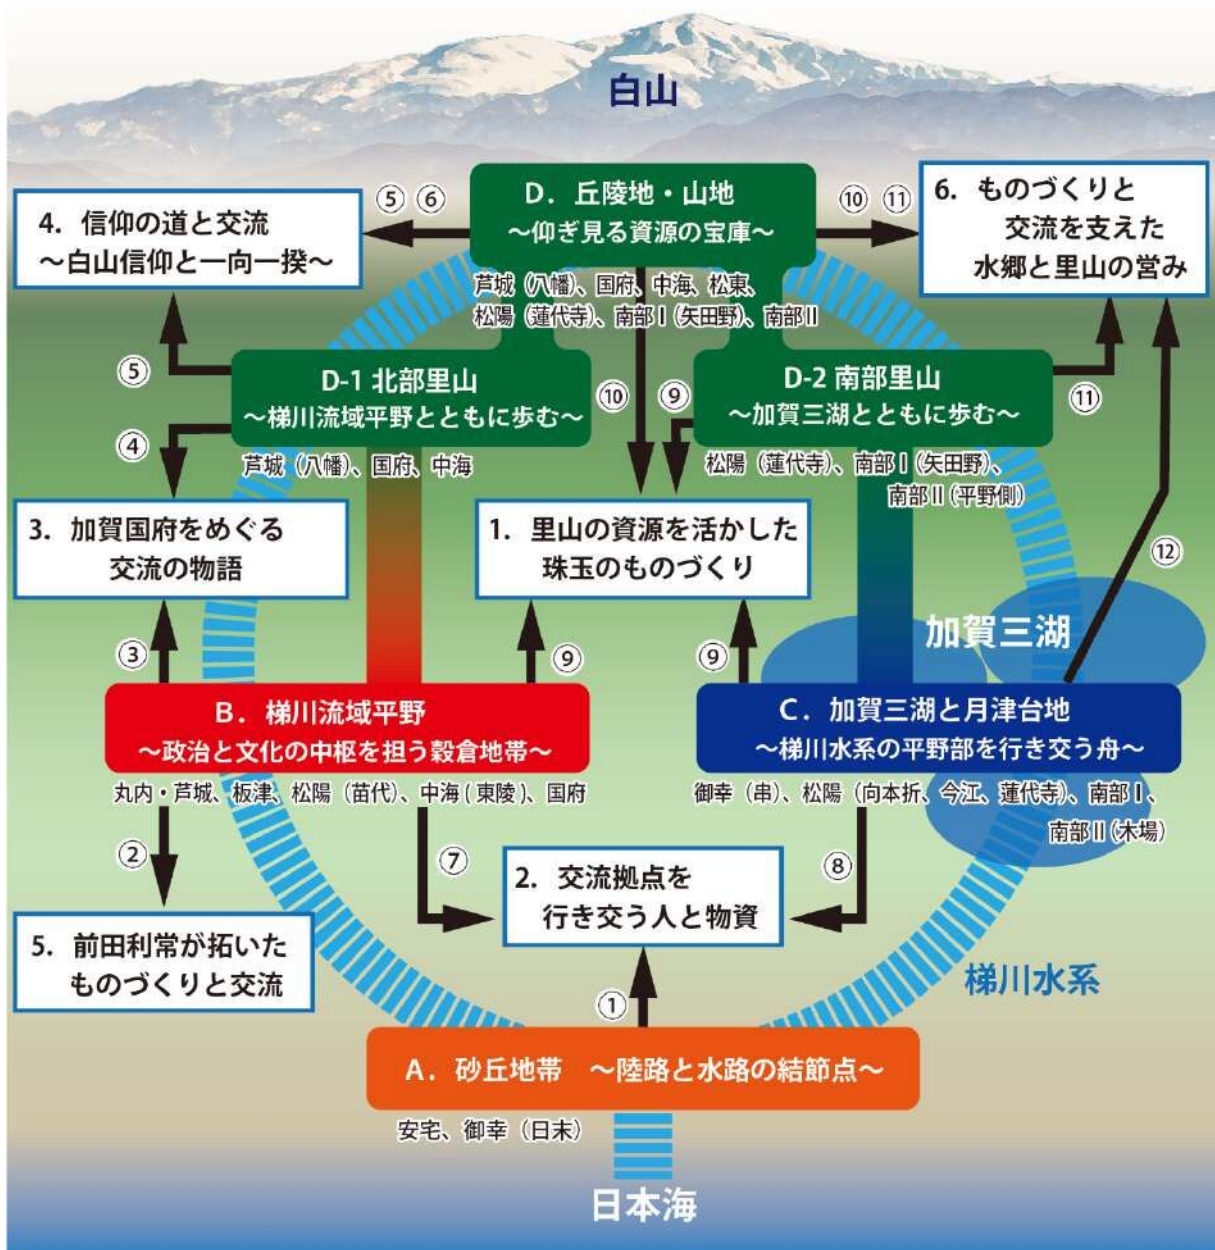 白山
D．丘陵地・山地
～仰ぎ見る資源の宝庫～
⑤ ⑥
⑩ ⑪
4．信仰の道と交流
～白山信仰と一向一揆～
6．ものづくりと
交流を支えた
水郷と里山の営み
芦城（八幡）、国府、中海、松東、
松陽（蓮代寺）、南部Ⅰ（矢田野）、南部Ⅱ
⑤
D-1 北部里山
～梯川流域平野とともに歩む～
⑩
⑨
D-2 南部里山
～加賀三湖とともに歩む～
⑪
④
芦城（八幡）、国府、中海
松陽（蓮代寺）、南部Ⅰ（矢田野）、
南部Ⅱ（平野側）
3．加賀国府をめぐる
交流の物語
1．里山の資源を活かした
珠玉のものづくり
⑫
加賀三湖
③
⑨
⑨
B．梯川流域平野
～政治と文化の中枢を担う穀倉地帯～
C．加賀三湖と月津台地
～梯川水系の平野部を行き交う舟～
丸内・芦城、板津、松陽（苗代）、中海（東陵）、国府
御幸（串）、松陽（向本折、今江、蓮代寺）、南部Ⅰ、
南部Ⅱ（木場）
②
⑦
⑧
2．交流拠点を
行き交う人と物資
5．前田利常が拓いた
ものづくりと交流
梯川水系
①
A．砂丘地帯　～陸路と水路の結節点～
安宅、御幸（日末）
日本海